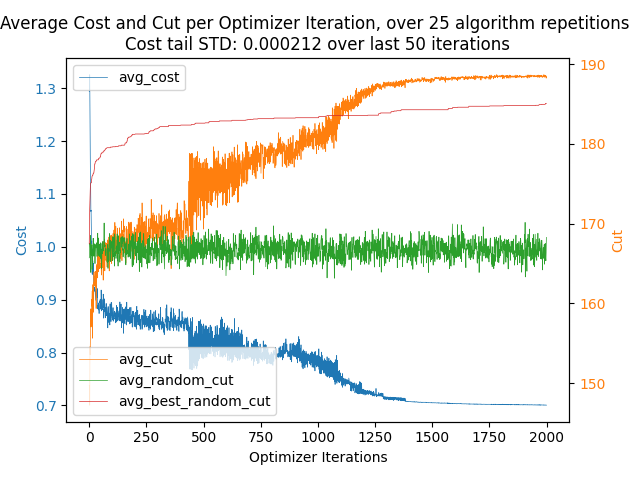 Average Cost and Cut per Optimizer Iteration, over 25 algorithm repetitions
Cost tail STD: 0.000212 over last 50 iterations
avg_cost
1.3
1.2
1.1
1.0
0.9
0.8
0.7
Cost
190
180
170
160
150
Cut
avg_cut
avg_random_cut
avg_best_random_cut
0 250 500 750 1000 1250 1500 1750 2000
Optimizer Iterations